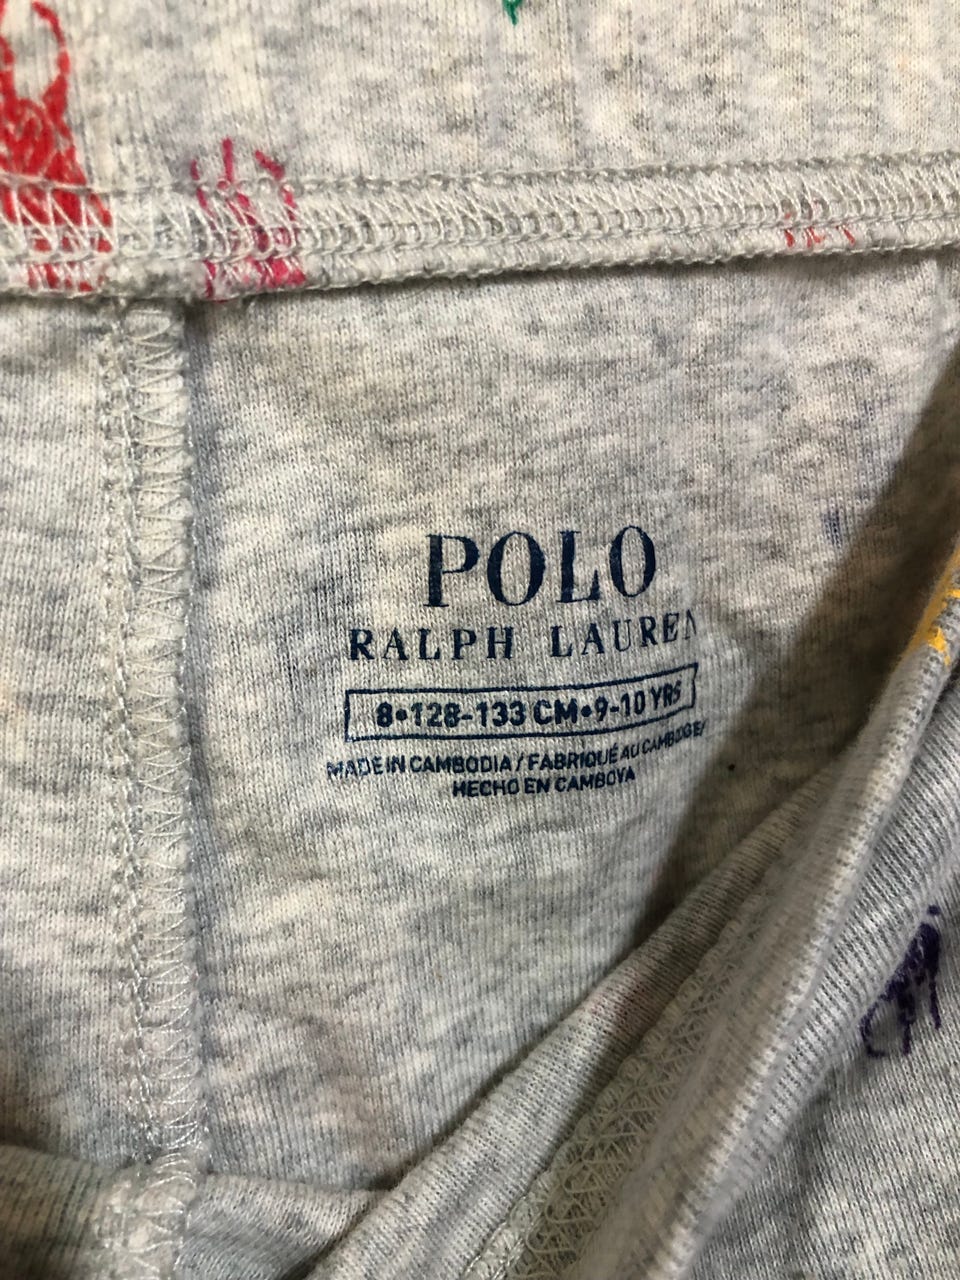 POLO
RALPH LAUREN
8•128-133 CM•9-10 YRS
MADE IN CAMBODIA / FABRIQUÉ AU CAMBODGE/
HECHO EN CAMBOYA